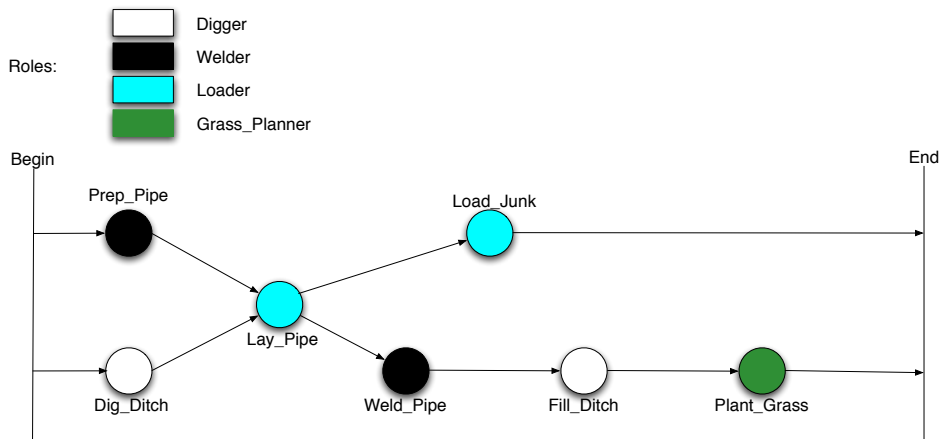 Roles:
Digger
Welder
Loader
Grass_Planner
Begin
End
Prep_Pipe
Load_Junk
Lay_Pipe
Dig_Ditch
Weld_Pipe
Fill_Ditch
Plant_Grass